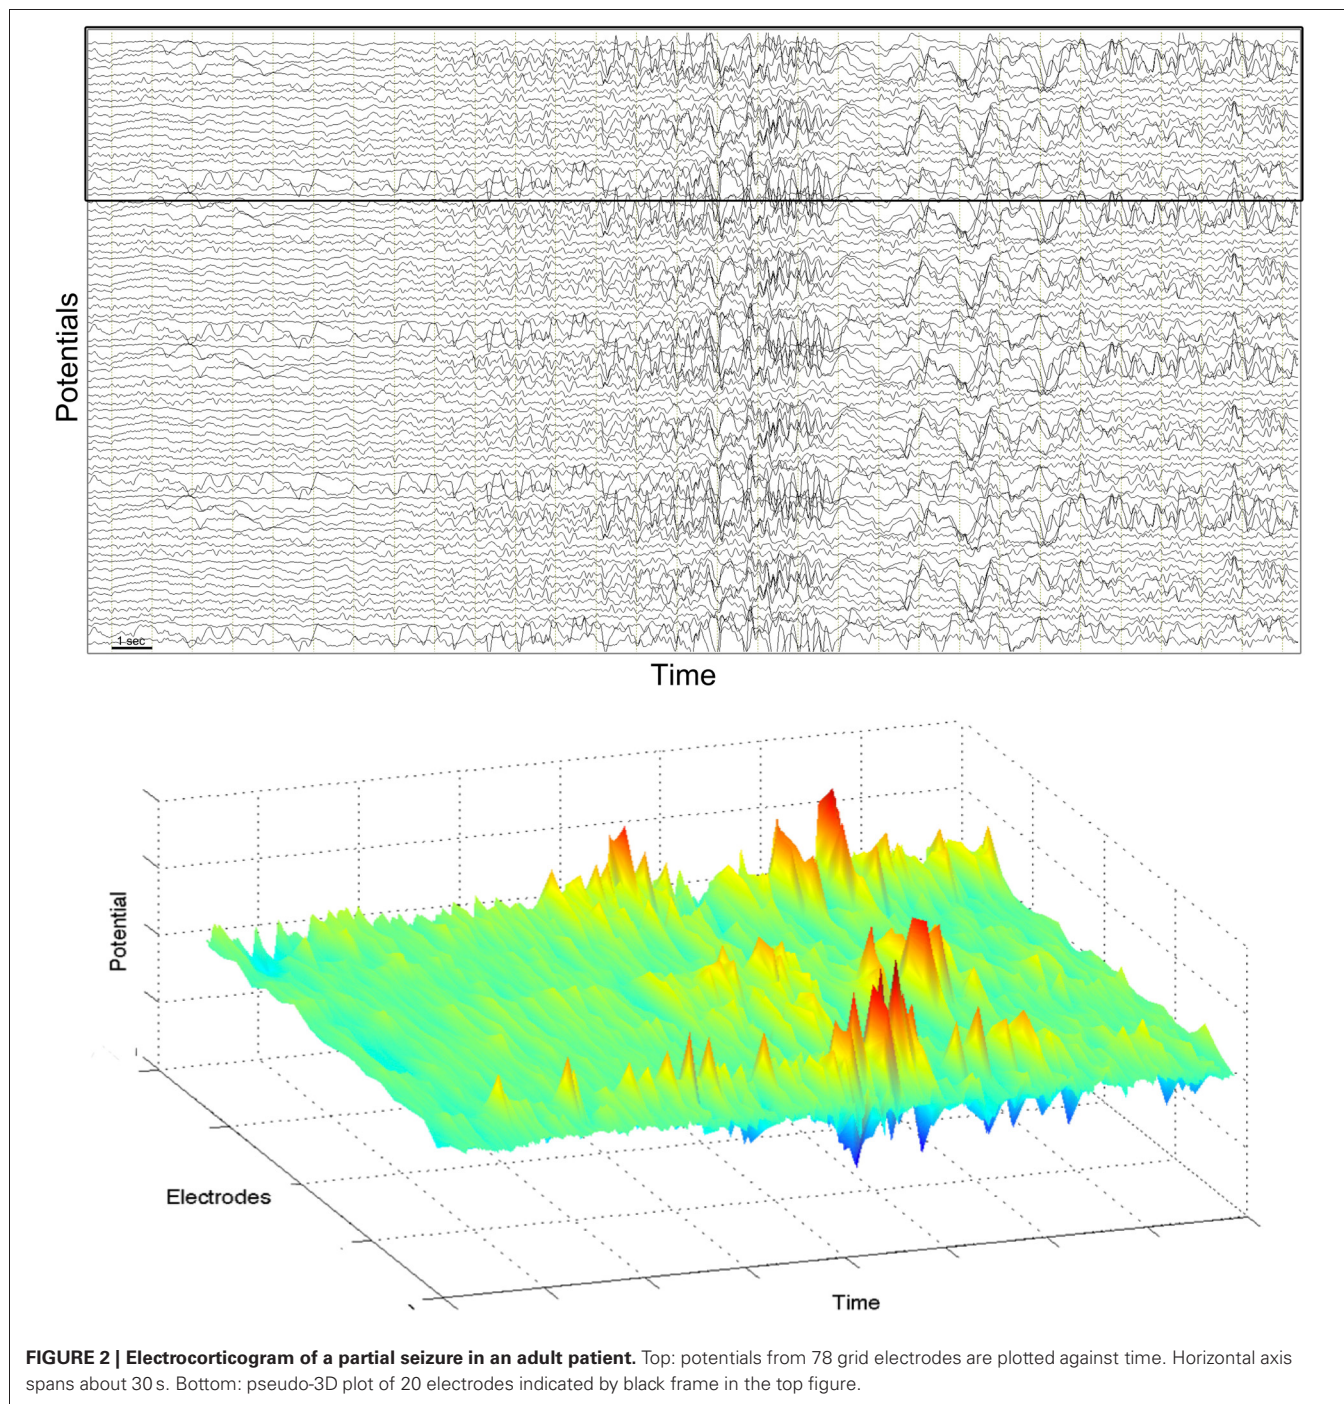 Potentials
1 sec
Time
Potential
Electrodes
Time
FIGURE 2 | Electrocorticogram of a partial seizure in an adult patient. Top: potentials from 78 grid electrodes are plotted against time. Horizontal axis
spans about 30 s. Bottom: pseudo-3D plot of 20 electrodes indicated by black frame in the top figure.